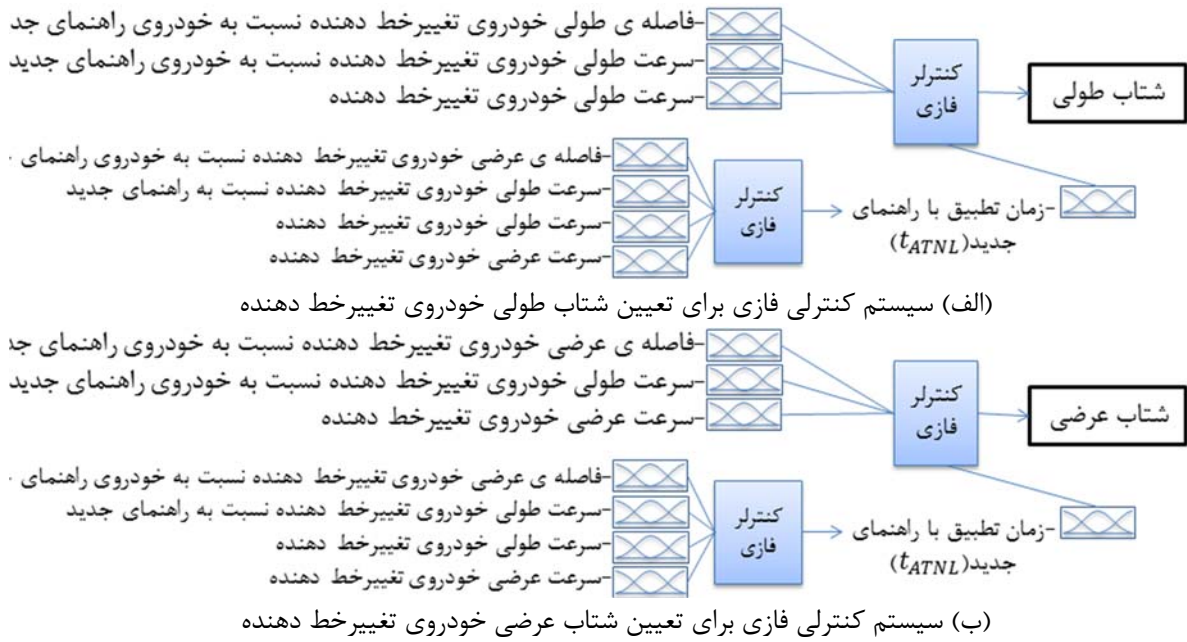 -فاصله ی طولی خودروی تغییرخط دهنده نسبت به خودروی راهنمای جد
-سرعت طولی خودروی تغییرخط دهنده نسبت به خودروی راهنمای جدید
-سرعت طولی خودروی تغییرخط دهنده
کنترلر
فازی
شتاب طولی
-فاصله ی عرضی خودروی تغییرخط دهنده نسبت به خودروی راهنمای
-سرعت طولی خودروی تغییرخط دهنده نسبت به راهنمای جدید
-سرعت طولی خودروی تغییرخط دهنده
-سرعت عرضی خودروی تغییرخط دهنده
کنترلر
فازی
-زمان تطبیق با راهنمای
جدید(t_ATNL)
(الف) سیستم کنترلی فازی برای تعیین شتاب طولی خودروی تغییرخط دهنده
-فاصله ی عرضی خودروی تغییرخط دهنده نسبت به خودروی راهنمای جد
-سرعت طولی خودروی تغییرخط دهنده نسبت به خودروی راهنمای جدید
-سرعت عرضی خودروی تغییرخط دهنده
کنترلر
فازی
شتاب عرضی
-فاصله ی عرضی خودروی تغییرخط دهنده نسبت به خودروی راهنمای
-سرعت طولی خودروی تغییرخط دهنده نسبت به راهنمای جدید
-سرعت طولی خودروی تغییرخط دهنده
-سرعت عرضی خودروی تغییرخط دهنده
کنترلر
فازی
-زمان تطبیق با راهنمای
جدید(t_ATNL)
(ب) سیستم کنترلی فازی برای تعیین شتاب عرضی خودروی تغییرخط دهنده